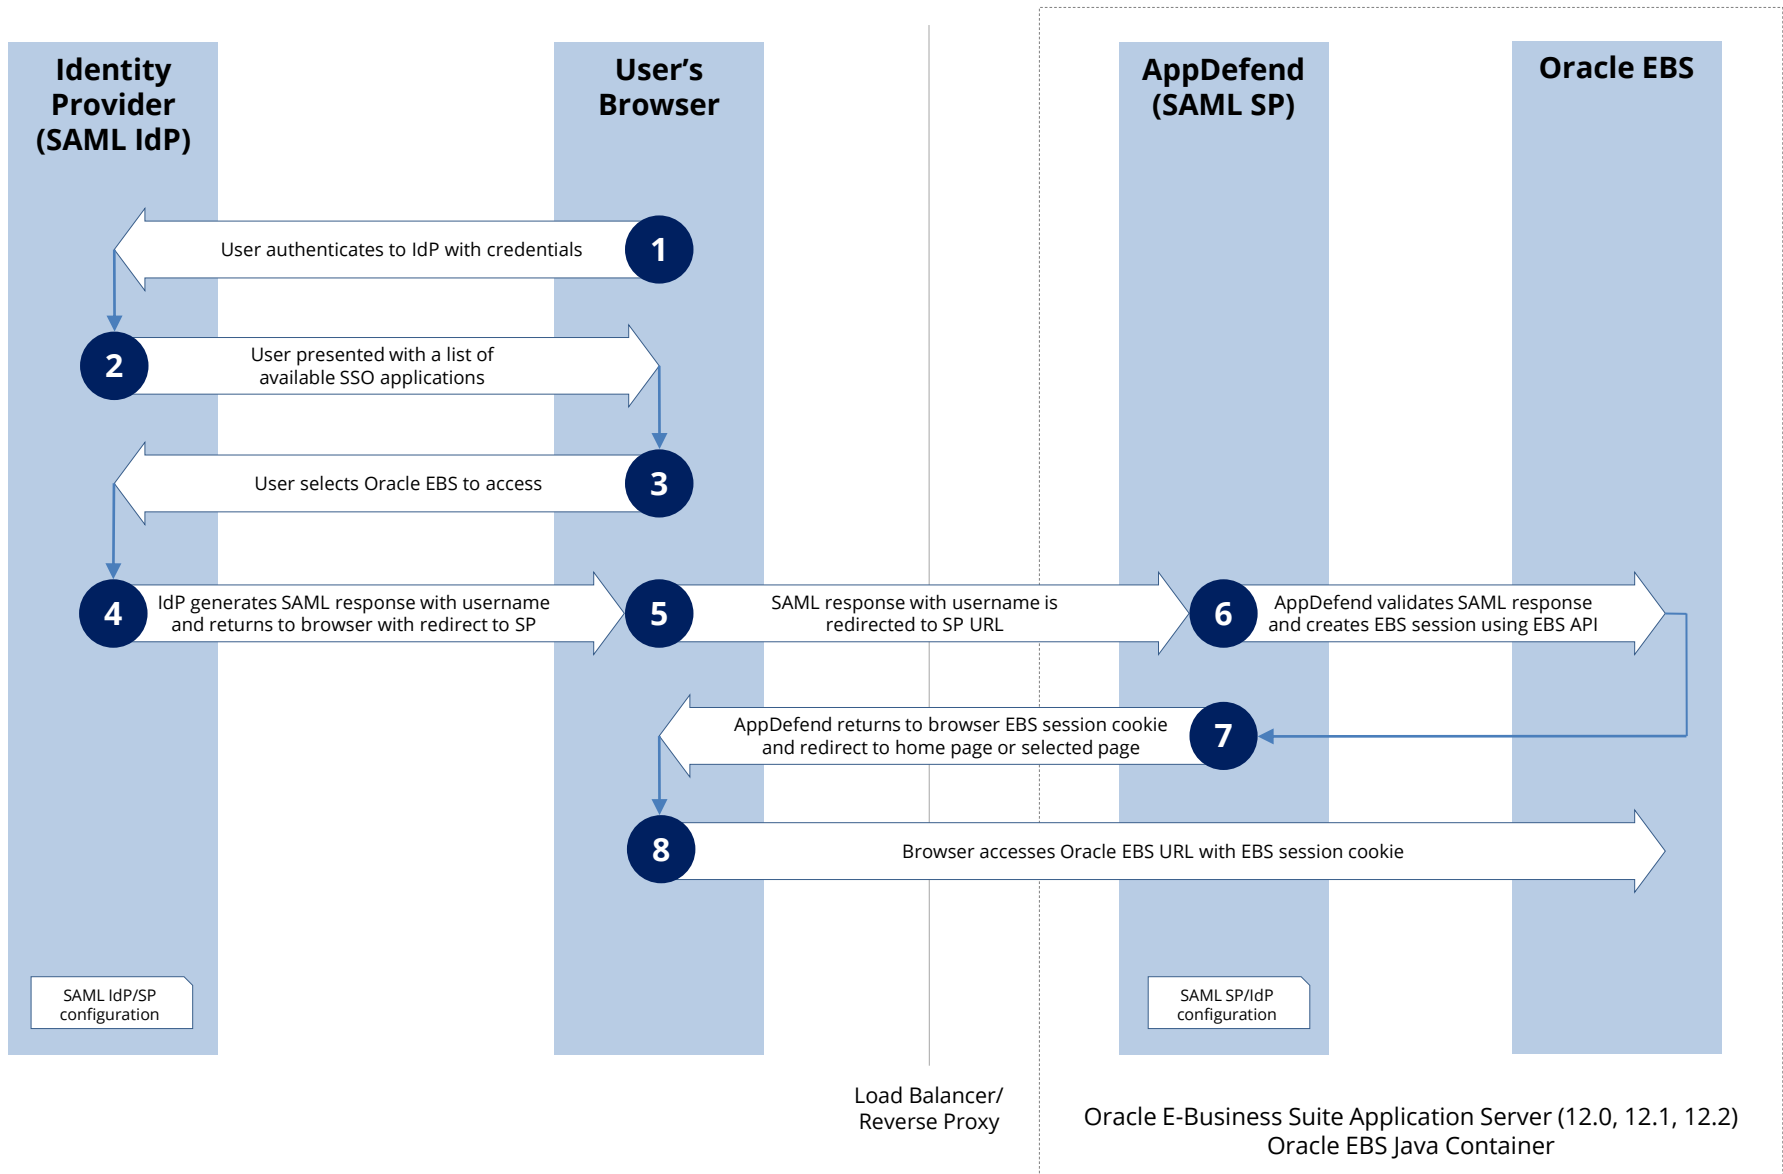 Identity
Provider
(SAML IdP)
User's
Browser
AppDefend
(SAML SP)
Oracle EBS
User authenticates to IdP with credentials
1
2
User presented with a list of
available SSO applications
User selects Oracle EBS to access
3
4
IdP generates SAML response with username
and returns to browser with redirect to SP
5
SAML response with username is
redirected to SP URL
6
AppDefend validates SAML response
and creates EBS session using EBS API
AppDefend returns to browser EBS session cookie
and redirect to home page or selected page
7
8
Browser accesses Oracle EBS URL with EBS session cookie
SAML IdP/SP
configuration
SAML SP/IdP
configuration
Load Balancer/
Reverse Proxy
Oracle E-Business Suite Application Server (12.0, 12.1, 12.2)
Oracle EBS Java Container